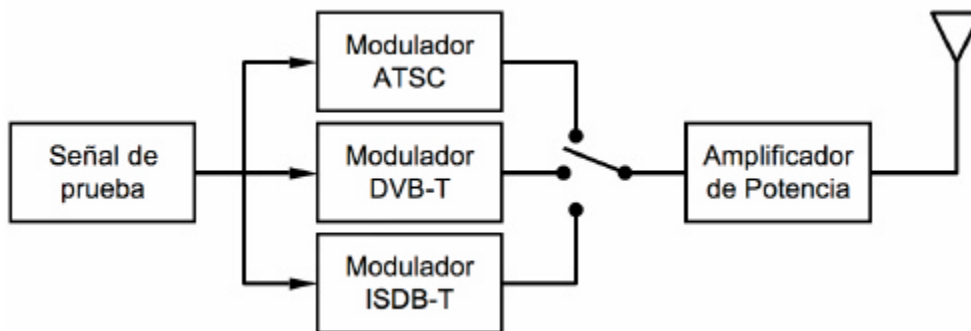 Modulador
ATSC
Señal de
prueba
Modulador
DVB-T
Amplificador
de Potencia
Modulador
ISDB-T